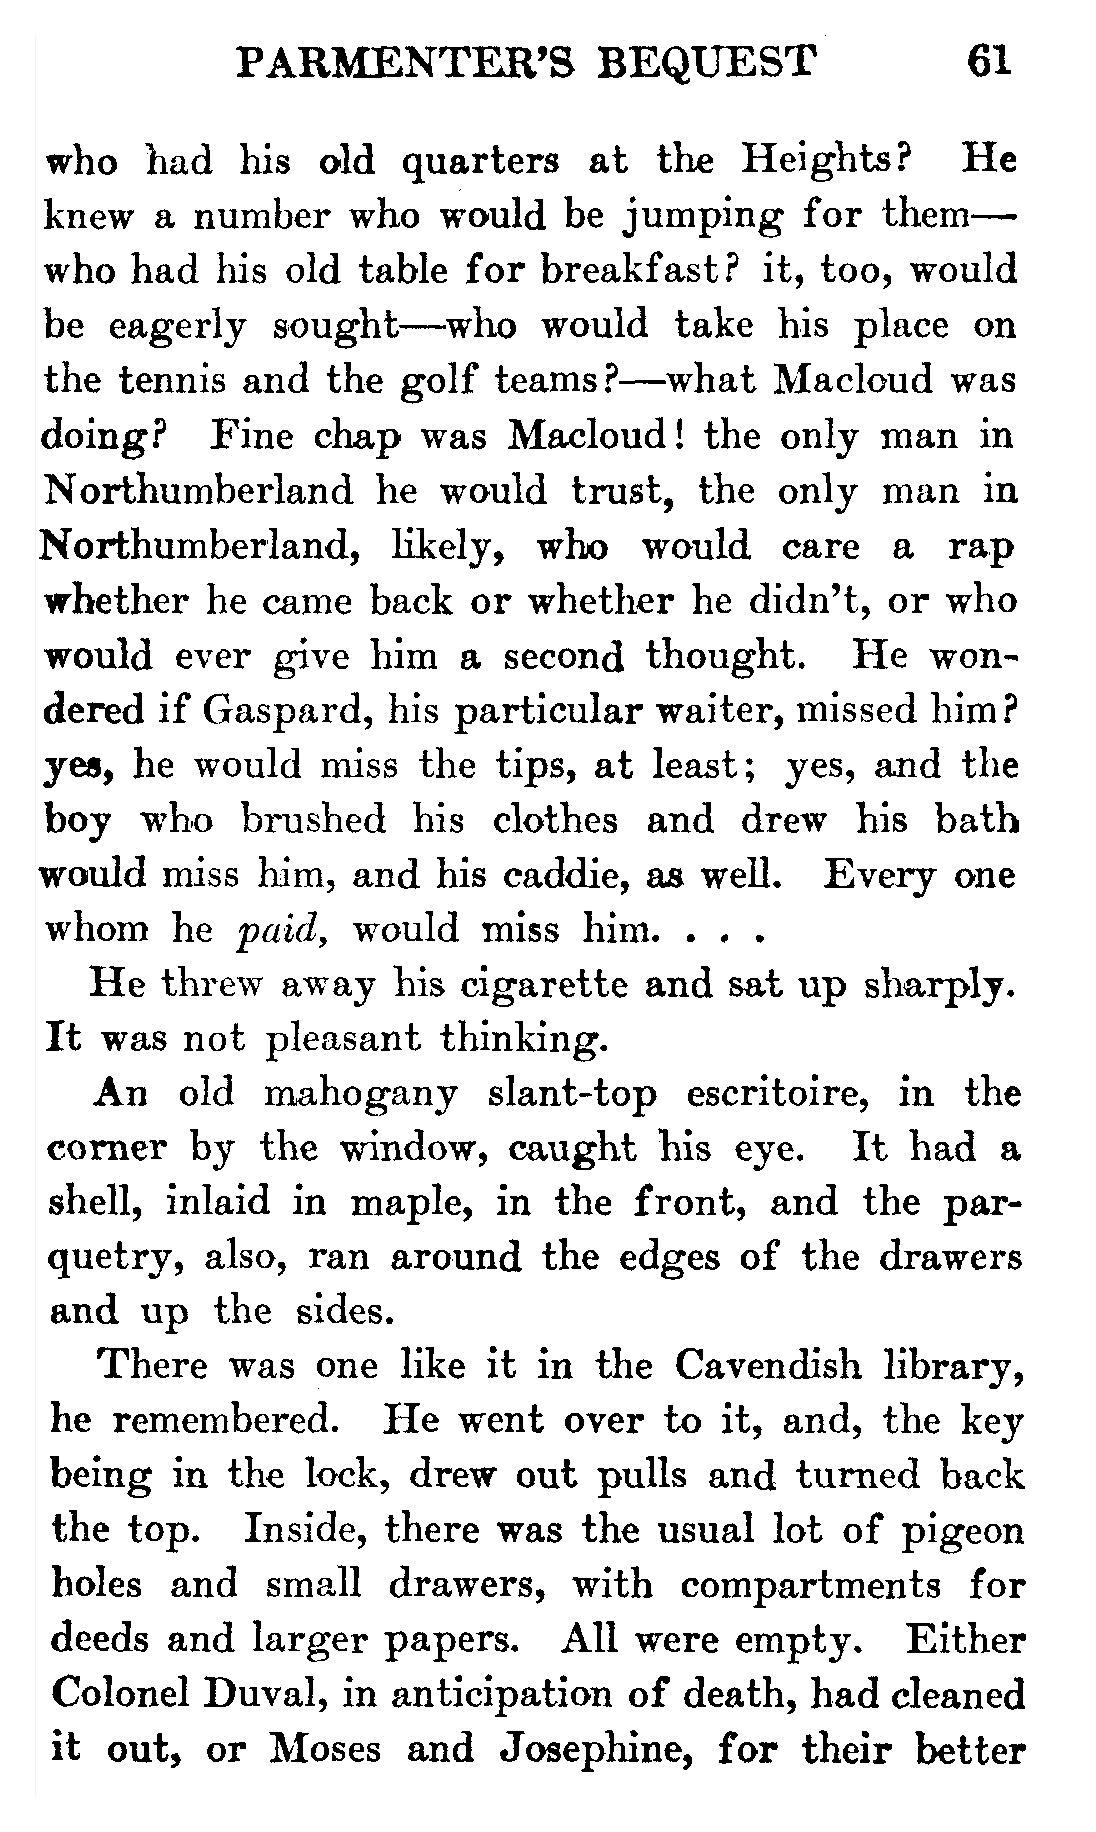 PARMENTER'S BEQUEST 61
who had his old quarters at the Heights? He
knew a number who would be jumping for them—
who had his old table for breakfast? it, too, would
be eagerly sought—who would take his place on
the tennis and the golf teams?—what Macloud was
doing? Fine chap was Macloud! the only man in
Northumberland he would trust, the only man in
Northumberland, likely, who would care a rap
whether he came back or whether he didn't, or who
would ever give him a second thought. He won-
dered if Gaspard, his particular waiter, missed him?
yes, he would miss the tips, at least; yes, and the
boy who brushed his clothes and drew his bath
would miss him, and his caddie, as well. Every one
whom he paid, would miss him. . . .
He threw away his cigarette and sat up sharply.
It was not pleasant thinking.
An old mahogany slant-top escritoire, in the
corner by the window, caught his eye. It had a
shell, inlaid in maple, in the front, and the par-
quetry, also, ran around the edges of the drawers
and up the sides.
There was one like it in the Cavendish library,
he remembered. He went over to it, and, the key
being in the lock, drew out pulls and turned back
the top. Inside, there was the usual lot of pigeon
holes and small drawers, with compartments for
deeds and larger papers. All were empty. Either
Colonel Duval, in anticipation of death, had cleaned
it out, or Moses and Josephine, for their better